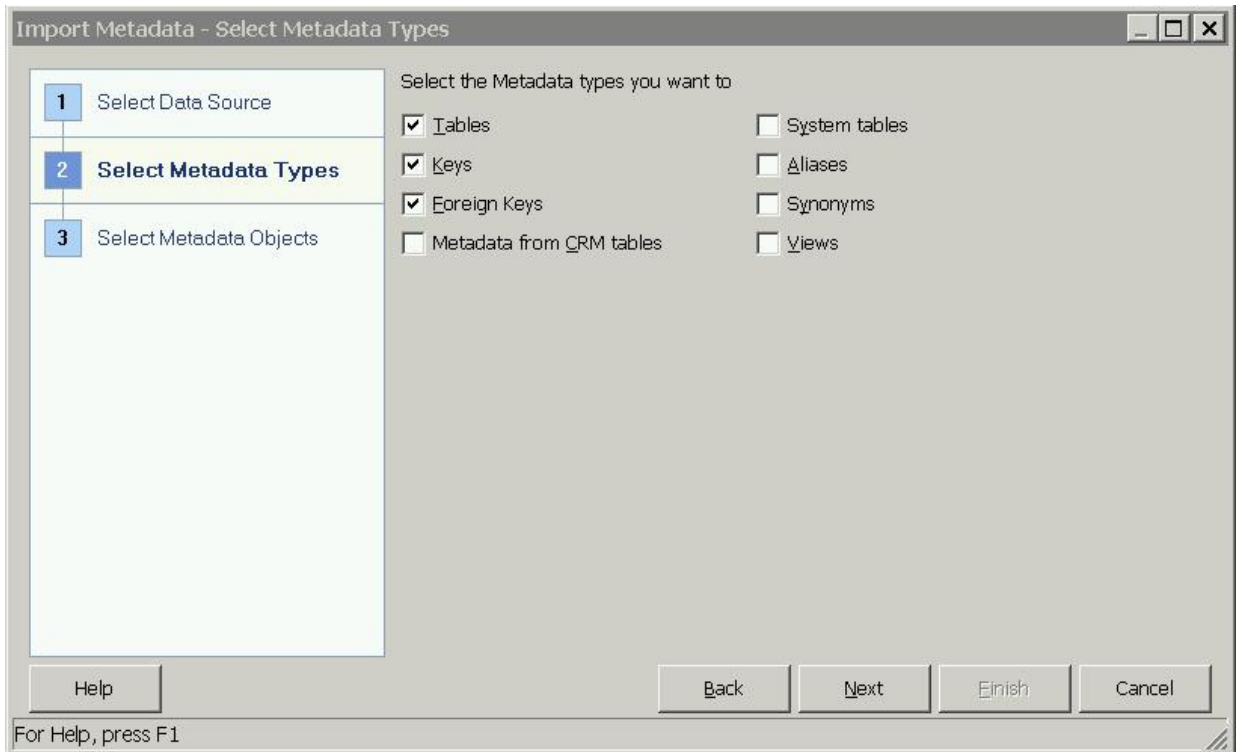 Import Metadata - Select Metadata Types
1 Select Data Source
2 Select Metadata Types
3 Select Metadata Objects
Select the Metadata types you want to
Tables
System tables
Keys
Aliases
Foreign Keys
Synonyms
Metadata from CRM tables
Views
Help
Back
Next
Finish
Cancel
For Help, press F1